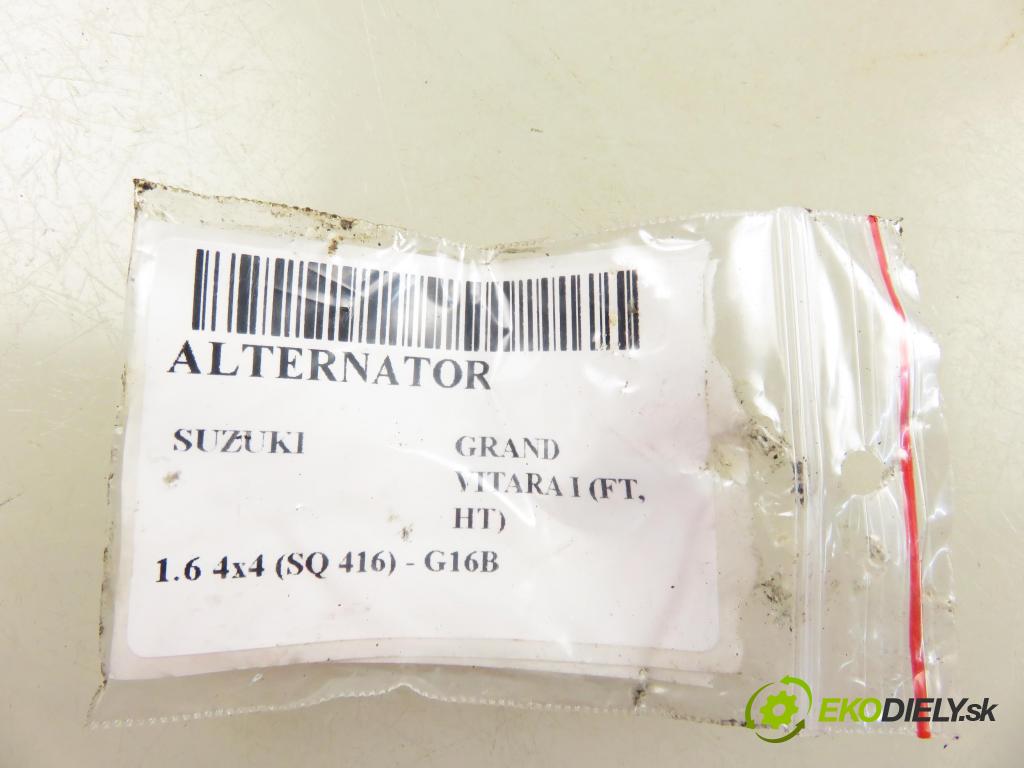 ALTERNATOR
SUZUKI
GRAND
VITARA I (FT,
HT)
1.6 4x4 (SQ 416) - G16B
EKODIELY.sk